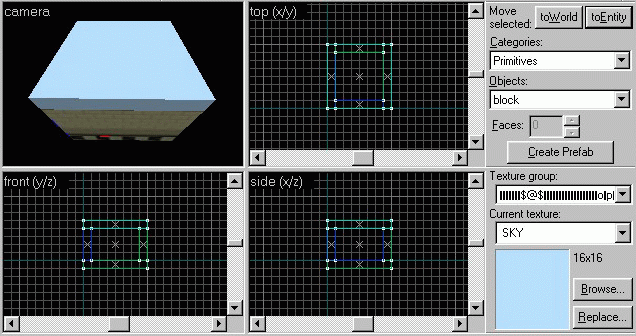 camera
top (x/y)
front (y/z)
side (x/z)
Move selected:
toWorld
toEntity
Categories:
Primitives
Objects:
block
Faces:
0
Create Prefab
Texture group:
Current texture:
SKY
16x16
Browse...
Replace...